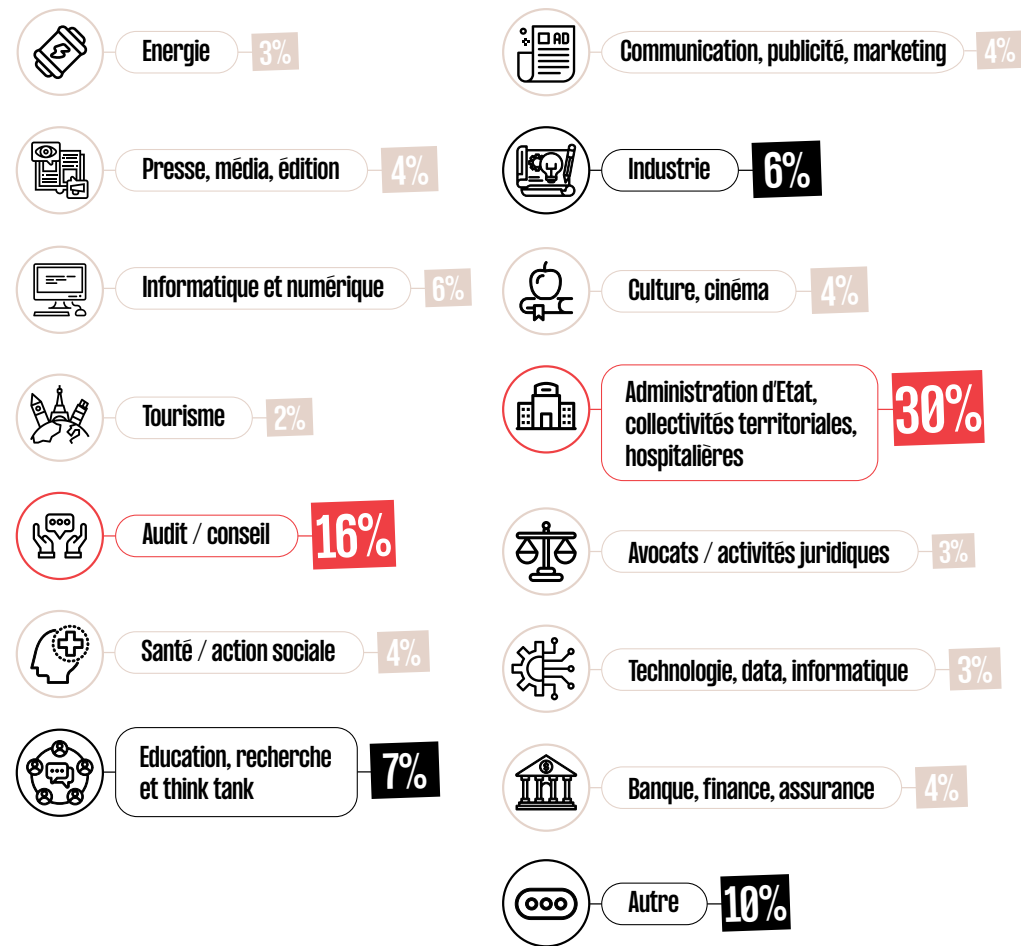 Energie
3%
Presse, média, édition
4%
Informatique et numérique
6%
Tourisme
2%
Audit / conseil
16%
Santé / action sociale
4%
Education, recherche
et think tank
7%
AD
Communication, publicité, marketing
4%
Industrie
6%
Culture, cinéma
4%
Administration d'Etat,
collectivités territoriales,
hospitalières
30%
Avocats / activités juridiques
3%
Technologie, data, informatique
3%
$
Banque, finance, assurance
4%
Autre
10%